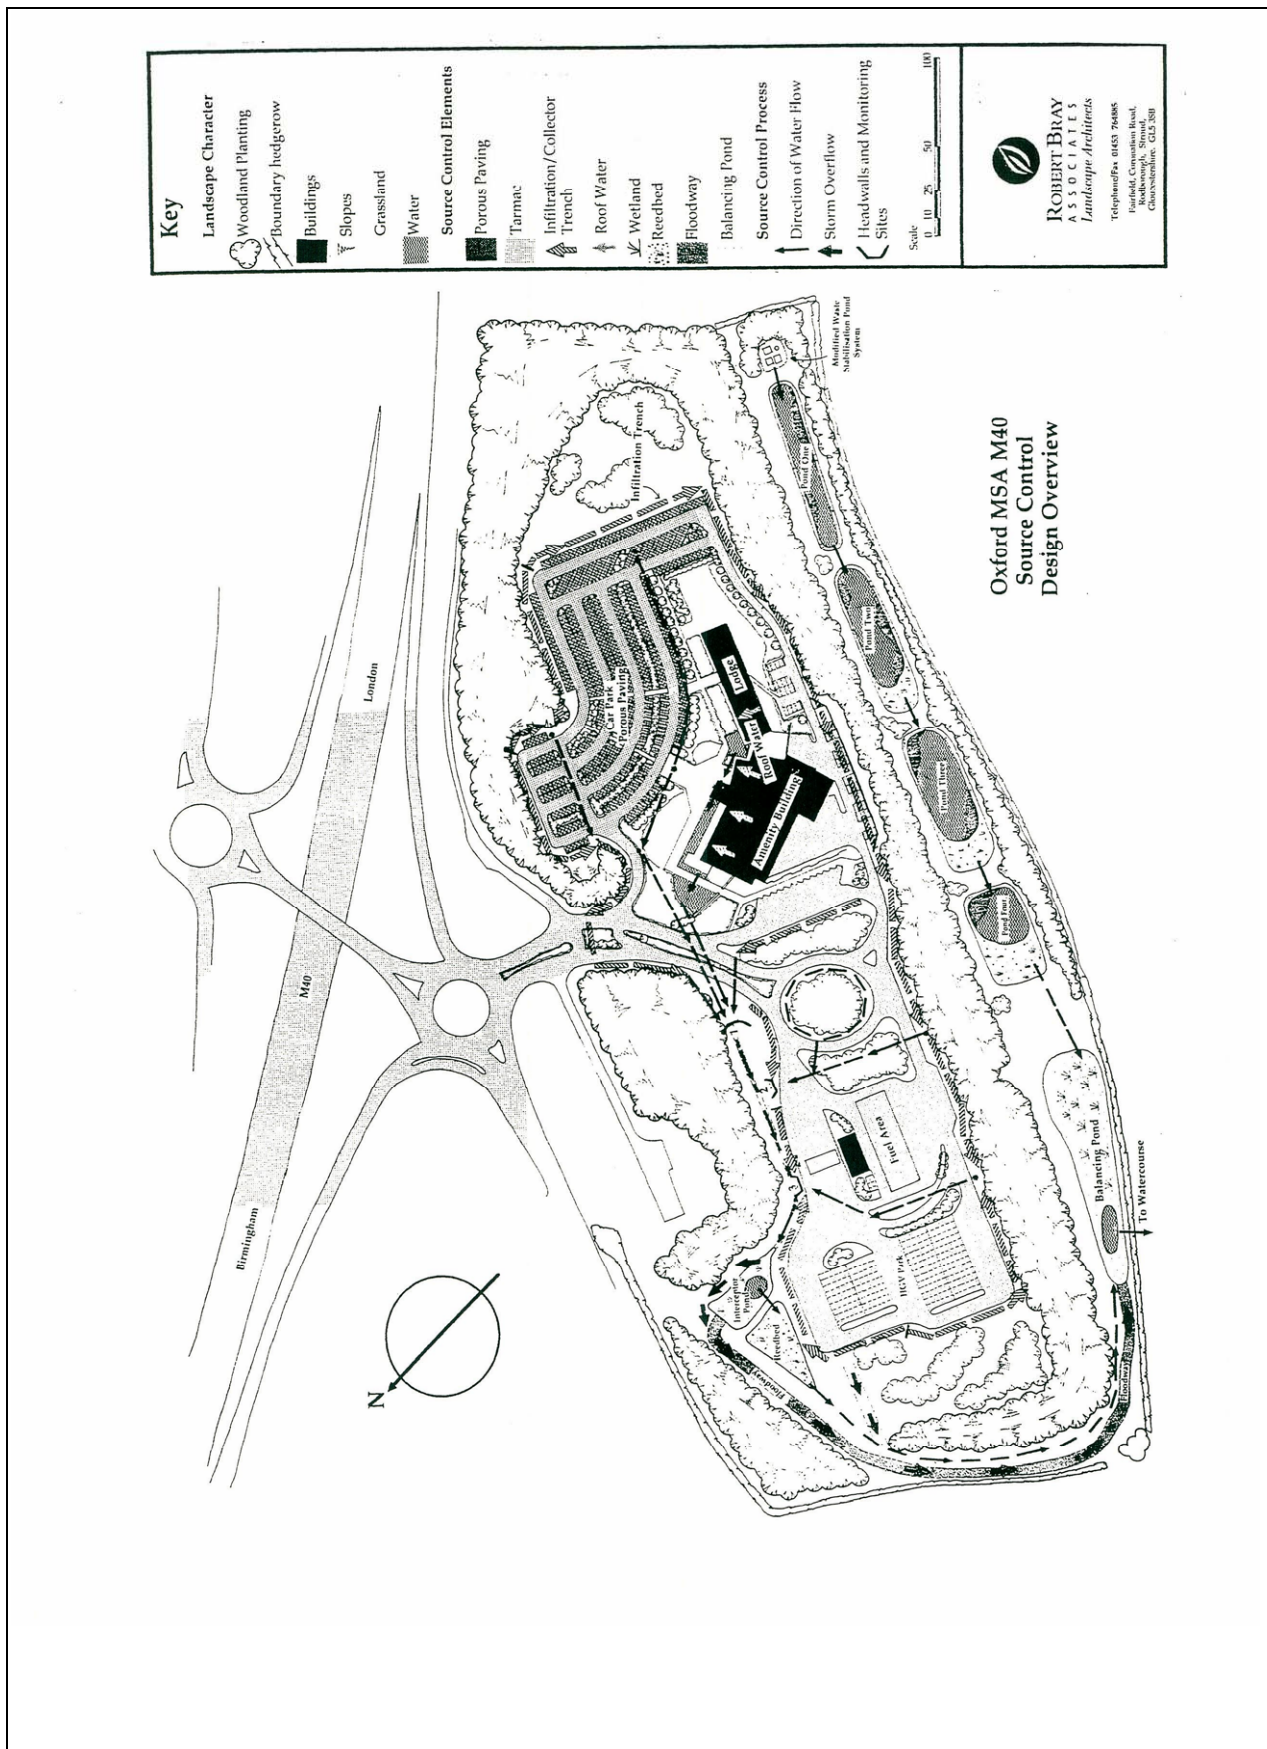 Key
Landscape Character
Woodland Planting
Boundary hedgerow
Buildings
Slopes
Grassland
Water
Source Control Elements
Porous Paving
Tarmac
Infiltration/Collector
Trench
Roof Water
Wetland
Reedbed
Floodway
Balancing Pond
Source Control Process
Direction of Water Flow
Storm Overflow
Headwalls and Monitoring
Sites
Scale
0 10 25 50 100
ROBERT BRAY
ASSOCIATES
Landscape Architects
Telephone/Fax 01453 764885
Fairfield, Coronation Road,
Rodborough, Stroud,
Gloucestershire. GL5 3SB
London
M40
Birmingham
N
Infiltration Trench
Car Park
Porous Paving
Lodge
Roof Water
Amenity Building
Fuel Area
HGV Park
Interceptor
Pond
Reedbed
Floodway
Floodway
Modified Waste
Stabilisation Pond
System
Pond One
Pond Two
Pond Three
Pond Four
Balancing Pond
To Watercourse
Oxford MSA M40
Source Control
Design Overview